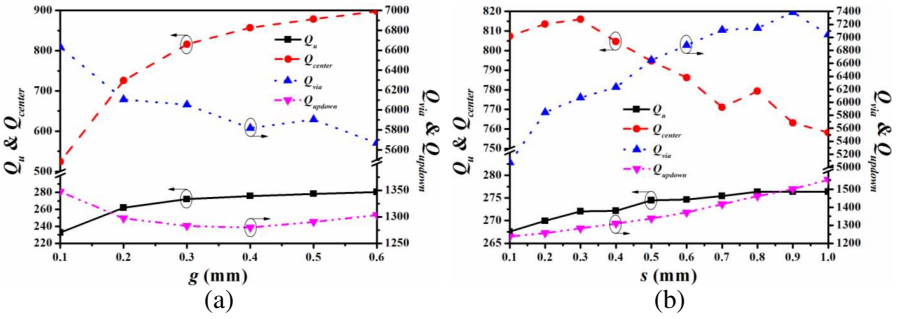 900
800
700
600
500
280
260
240
220
Q_u & Q_center
Q_u
Q_center
Q_via
Q_updown
7000
6800
6600
6400
6200
6000
5800
5600
1350
1300
1250
Q_via & Q_updown
0.1 0.2 0.3 0.4 0.5 0.6
g (mm)
(a)
820
810
800
790
780
770
760
750
275
270
265
Q_u & Q_center
Q_u
Q_center
Q_via
Q_updown
7400
7200
7000
6800
6600
6400
6200
6000
5800
5600
5400
5200
5000
1500
1400
1300
1200
Q_via & Q_updown
0.1 0.2 0.3 0.4 0.5 0.6 0.7 0.8 0.9 1.0
s (mm)
(b)